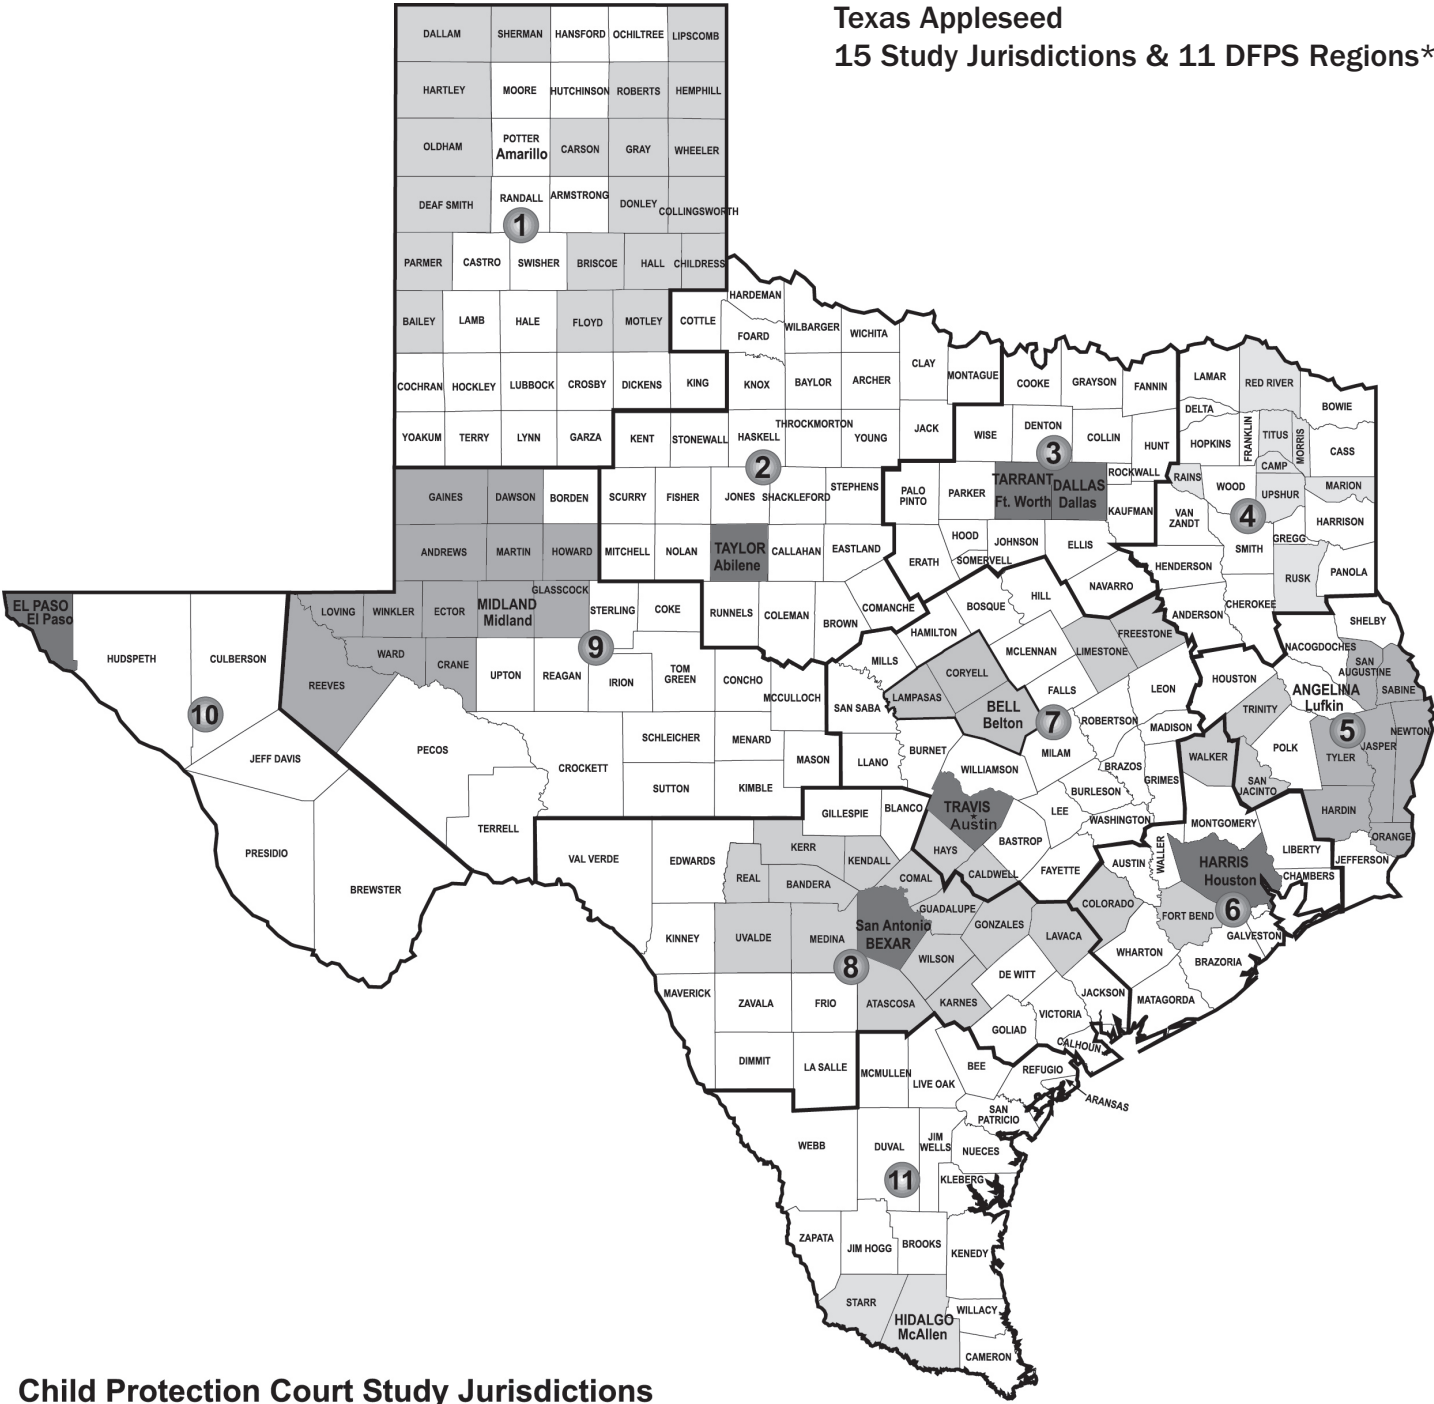 Texas Appleseed
15 Study Jurisdictions & 11 DFPS Regions*
DALLAM
SHERMAN
HANSFORD
OCHILTREE
LIPSCOMB
HARTLEY
MOORE
HUTCHINSON
ROBERTS
HEMPHILL
OLDHAM
POTTER
Amarillo
CARSON
GRAY
WHEELER
DEAF SMITH
RANDALL
ARMSTRONG
DONLEY
COLLINGSWORTH
1
PARMER
CASTRO
SWISHER
BRISCOE
HALL
CHILDRESS
BAILEY
LAMB
HALE
FLOYD
MOTLEY
COTTLE
HARDEMAN
FOARD
WILBARGER
WICHITA
CLAY
MONTAGUE
COCHRAN
HOCKLEY
LUBBOCK
CROSBY
DICKENS
KING
KNOX
BAYLOR
ARCHER
COOKE
GRAYSON
FANNIN
LAMAR
RED RIVER
BOWIE
DELTA
YOAKUM
TERRY
LYNN
GARZA
KENT
STONEWALL
HASKELL
THROCKMORTON
YOUNG
JACK
WISE
DENTON
COLLIN
HUNT
HOPKINS
FRANKLIN
TITUS
MORRIS
CASS
CAMP
2
3
4
GAINES
DAWSON
BORDEN
SCURRY
FISHER
JONES
SHACKLEFORD
STEPHENS
PALO
PINTO
PARKER
TARRANT
Ft. Worth
DALLAS
Dallas
ROCKWALL
KAUFMAN
RAINS
WOOD
UPSHUR
MARION
VAN
ZANDT
HARRISON
SMITH
GREGG
ANDREWS
MARTIN
HOWARD
MITCHELL
NOLAN
TAYLOR
Abilene
CALLAHAN
EASTLAND
ERATH
HOOD
SOMERVELL
JOHNSON
ELLIS
HENDERSON
RUSK
PANOLA
EL PASO
El Paso
HUDSPETH
CULBERSON
LOVING
WINKLER
ECTOR
MIDLAND
Midland
GLASSCOCK
STERLING
COKE
RUNNELS
COLEMAN
BROWN
COMANCHE
BOSQUE
HILL
NAVARRO
ANDERSON
CHEROKEE
SHELBY
WARD
CRANE
REEVES
UPTON
REAGAN
IRION
TOM
GREEN
CONCHO
MCCULLOCH
HAMILTON
MILLS
CORYELL
MCLENNAN
LIMESTONE
FREESTONE
NACOGDOCHES
SAN
AUGUSTINE
SABINE
9
10
SAN SABA
LAMPASAS
BELL
Belton
FALLS
LEON
HOUSTON
ANGELINA
Lufkin
TRINITY
7
5
ROBERTSON
MADISON
MILAM
POLK
TYLER
JASPER
NEWTON
JEFF DAVIS
PECOS
CROCKETT
SCHLEICHER
MENARD
MASON
LLANO
BURNET
WILLIAMSON
BRAZOS
GRIMES
WALKER
SAN
JACINTO
SUTTON
KIMBLE
BURLESON
HARDIN
PRESIDIO
BREWSTER
TERRELL
VAL VERDE
EDWARDS
GILLESPIE
BLANCO
TRAVIS
Austin
LEE
WASHINGTON
MONTGOMERY
LIBERTY
ORANGE
JEFFERSON
KERR
KENDALL
HAYS
BASTROP
FAYETTE
AUSTIN
WALLER
HARRIS
Houston
CHAMBERS
REAL
BANDERA
COMAL
CALDWELL
COLORADO
FORT BEND
6
GALVESTON
KINNEY
UVALDE
MEDINA
San Antonio
BEXAR
GUADALUPE
GONZALES
LAVACA
WHARTON
BRAZORIA
8
WILSON
DE WITT
JACKSON
MATAGORDA
MAVERICK
ZAVALA
FRIO
ATASCOSA
KARNES
VICTORIA
GOLIAD
CALHOUN
DIMMIT
LA SALLE
MCMULLEN
LIVE OAK
BEE
REFUGIO
ARANSAS
SAN
PATRICIO
WEBB
DUVAL
JIM
WELLS
NUECES
KLEBERG
11
ZAPATA
JIM HOGG
BROOKS
KENEDY
STARR
HIDALGO
McAllen
WILLACY
CAMERON
Child Protection Court Study Jurisdictions